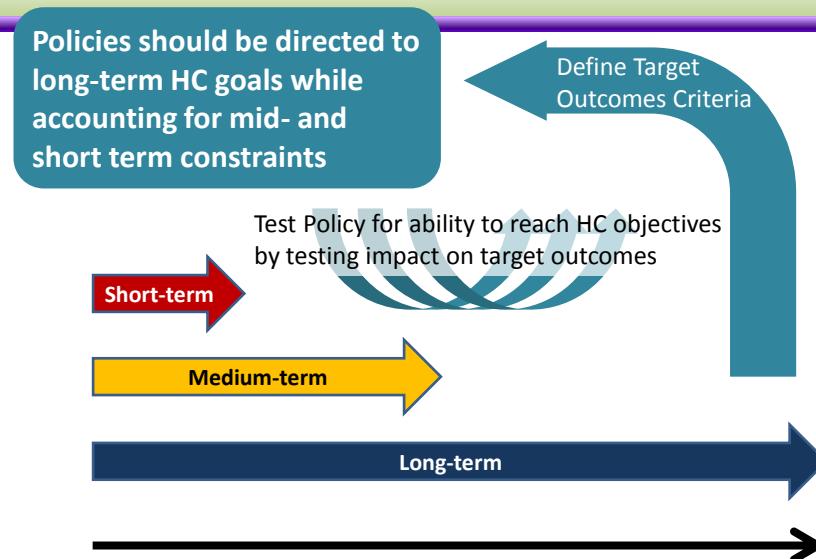 Policies should be directed to
long-term HC goals while
accounting for mid- and
short term constraints
Define Target
Outcomes Criteria
Test Policy for ability to reach HC objectives
by testing impact on target outcomes
Short-term
Medium-term
Long-term